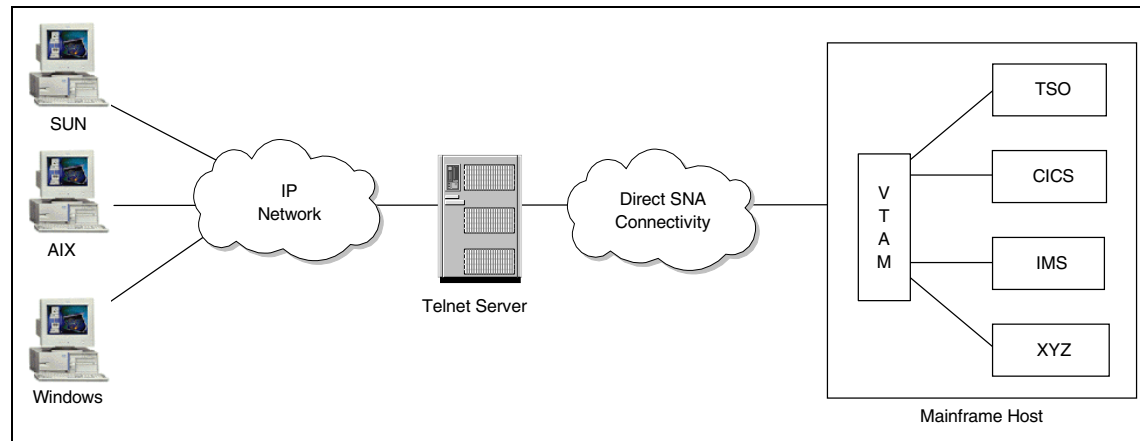 SUN
AIX
Windows
IP
Network
Telnet Server
Direct SNA
Connectivity
V
T
A
M
TSO
CICS
IMS
XYZ
Mainframe Host